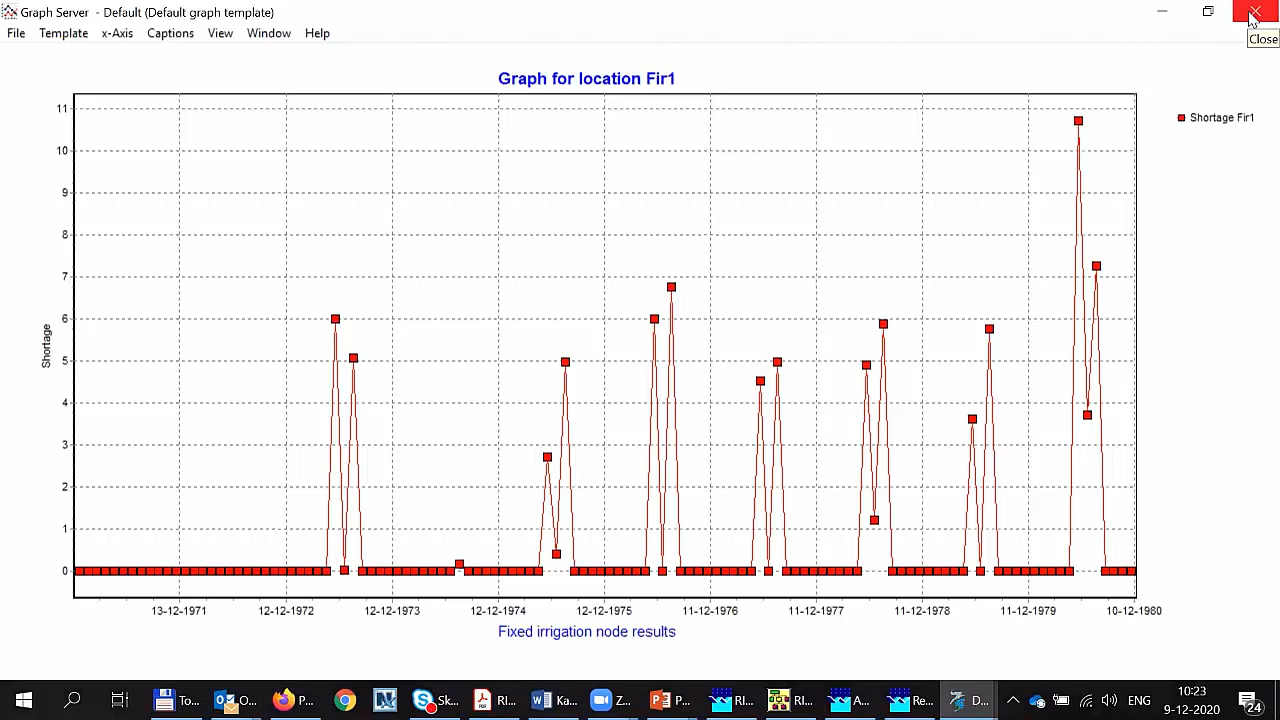 Graph Server - Default (Default graph template)
File Template x-Axis Captions View Window Help
Close
Graph for location Fir1
Shortage Fir1
11
10
9
8
7
6
5
4
3
2
1
0
Shortage
13-12-1971 12-12-1972 12-12-1973 12-12-1974 12-12-1975 11-12-1976 11-12-1977 11-12-1978 11-12-1979 10-12-1980
Fixed irrigation node results
To... O... P... Sk... RI... Ka... Z... P... RI... RI... A... Re... D... ENG
10:23
9-12-2020
24